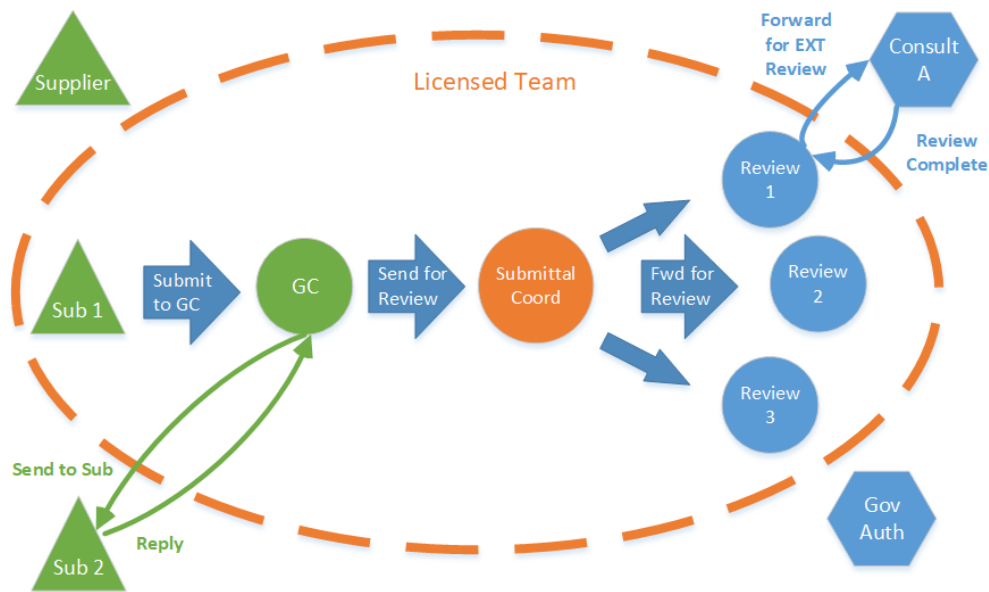 Supplier
Licensed Team
Forward
for EXT
Review
Consult
A
Review
Complete
Review
1
Sub 1
Submit
to GC
GC
Send for
Review
Submittal
Coord
Fwd for
Review
Review
2
Review
3
Send to Sub
Reply
Sub 2
Gov
Auth